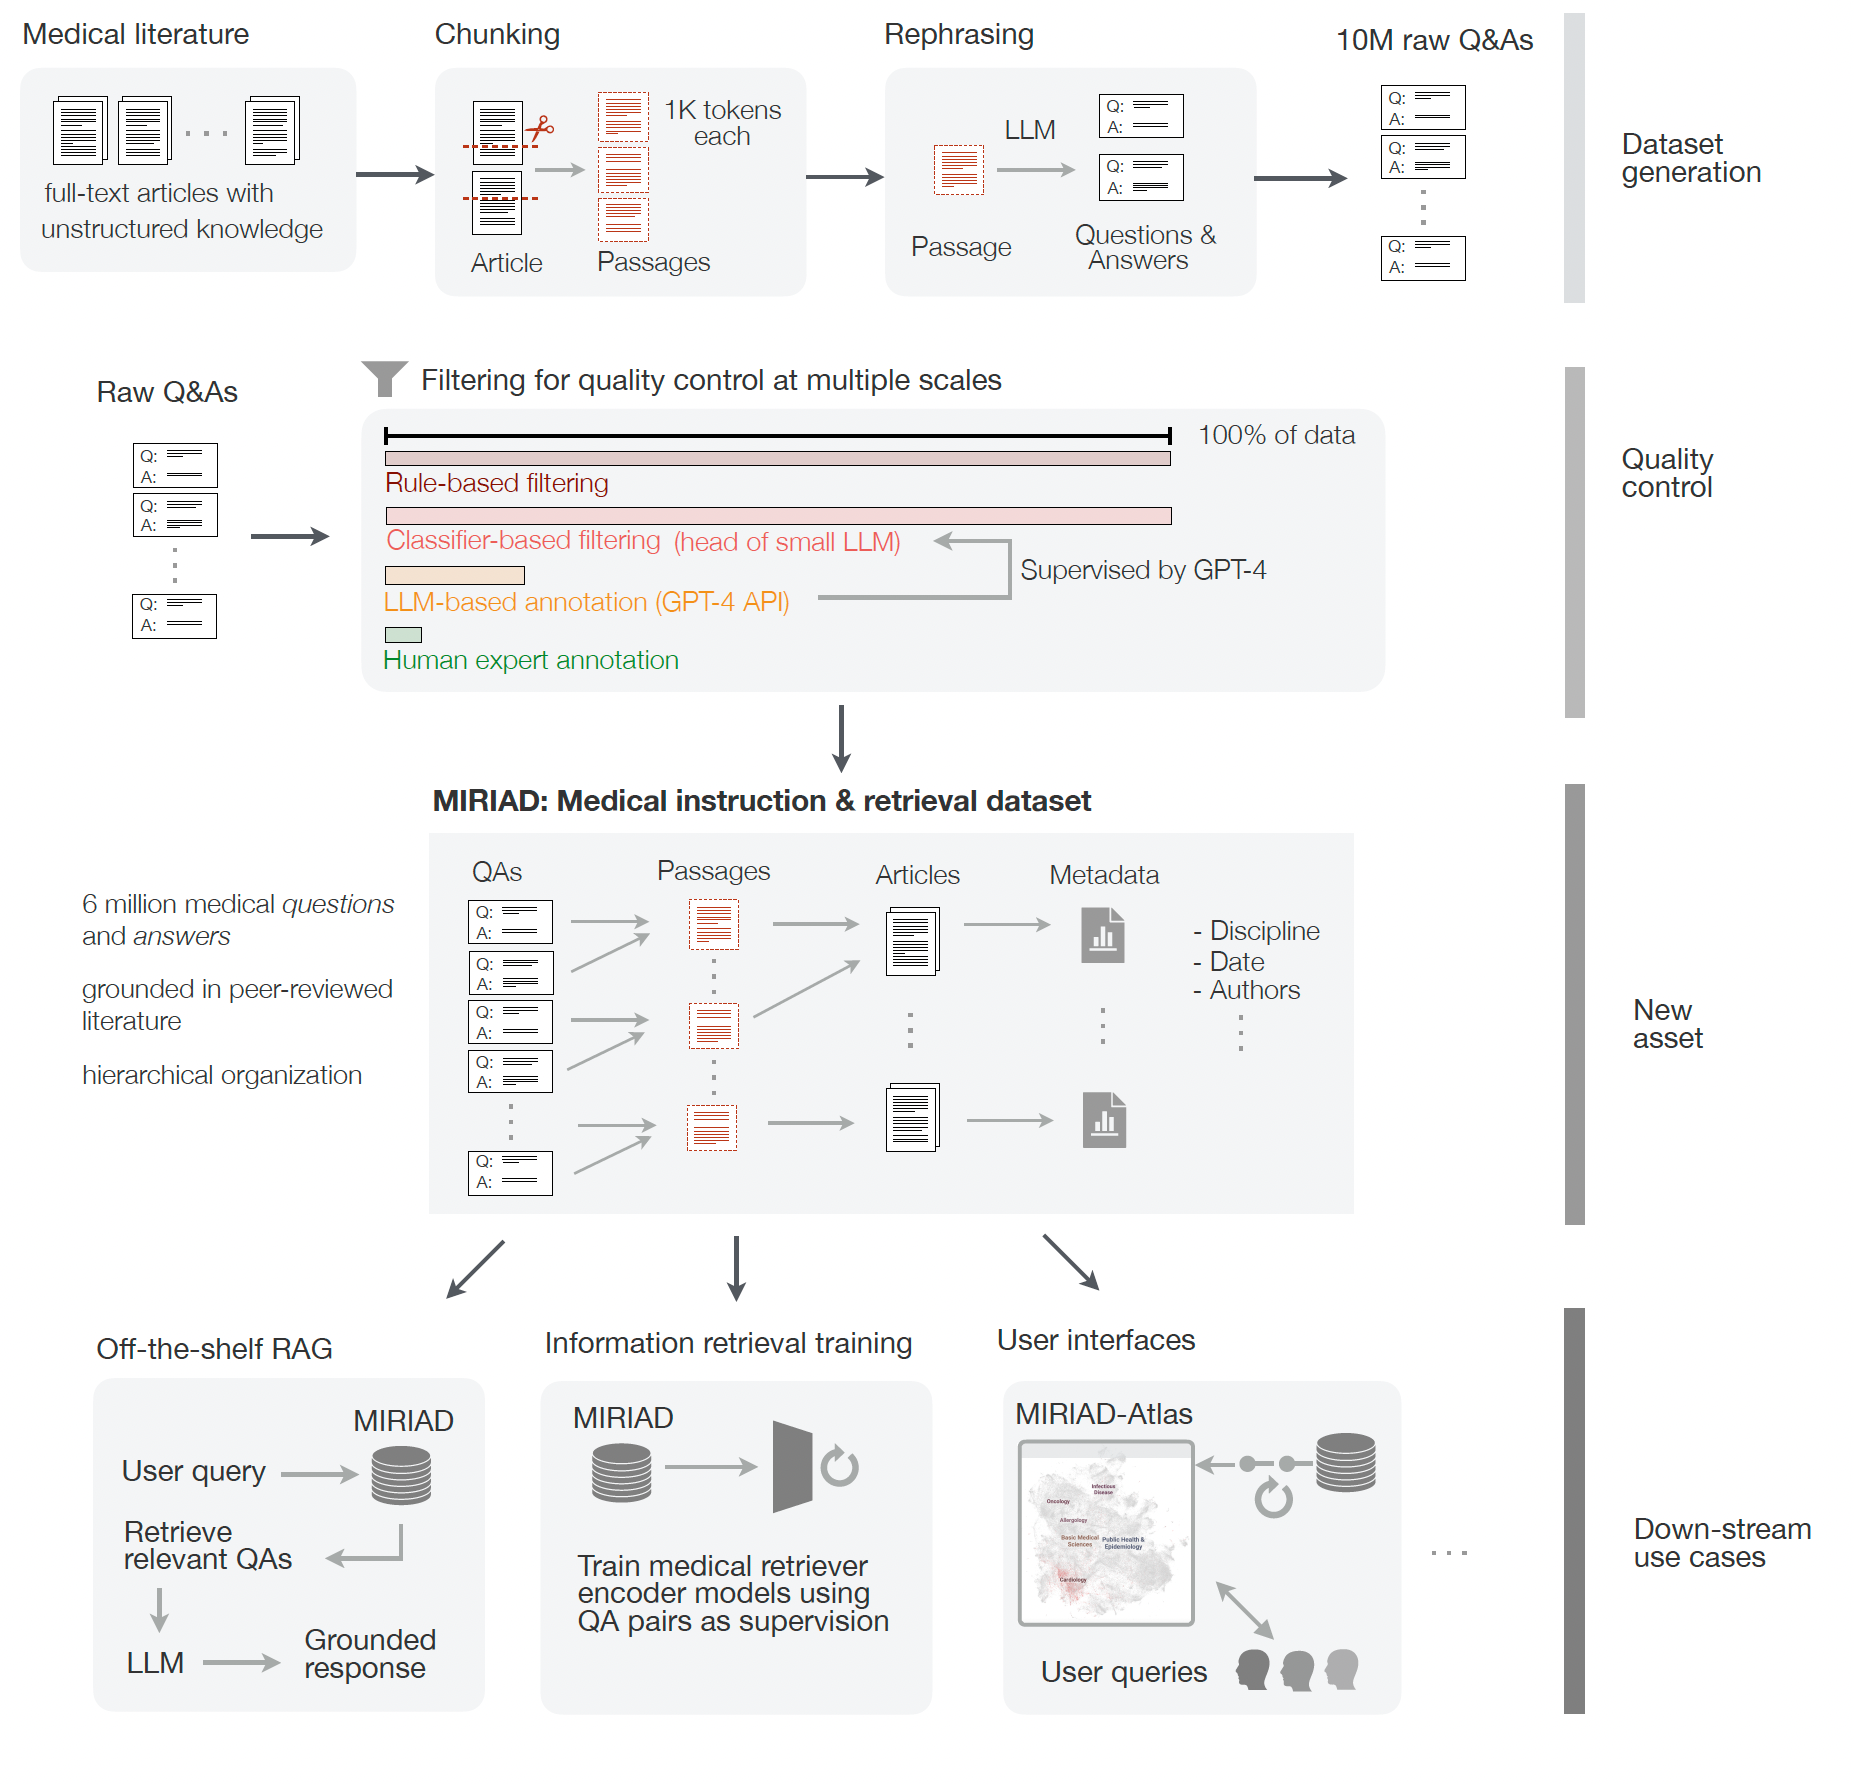 Medical literature
full-text articles with
unstructured knowledge
Chunking
1K tokens
each
Article
Passages
Rephrasing
LLM
Passage
Q:
A:
Q:
A:
Questions &
Answers
10M raw Q&As
Q:
A:
Q:
A:
Q:
A:
Dataset
generation
Raw Q&As
Q:
A:
Q:
A:
Q:
A:
Filtering for quality control at multiple scales
100% of data
Rule-based filtering
Classifier-based filtering (head of small LLM)
Supervised by GPT-4
LLM-based annotation (GPT-4 API)
Human expert annotation
Quality
control
MIRIAD: Medical instruction & retrieval dataset
6 million medical questions
and answers
grounded in peer-reviewed
literature
hierarchical organization
QAs
Q:
A:
Q:
A:
Q:
A:
Q:
A:
Q:
A:
Passages
Articles
Metadata
- Discipline
- Date
- Authors
New
asset
Off-the-shelf RAG
MIRIAD
User query
Retrieve
relevant QAs
LLM
Grounded
response
Information retrieval training
MIRIAD
Train medical retriever
encoder models using
QA pairs as supervision
User interfaces
MIRIAD-Atlas
Infectious
Disease
Oncology
Allergology
Basic Medical
Sciences
Public Health &
Epidemiology
Cardiology
User queries
Down-stream
use cases